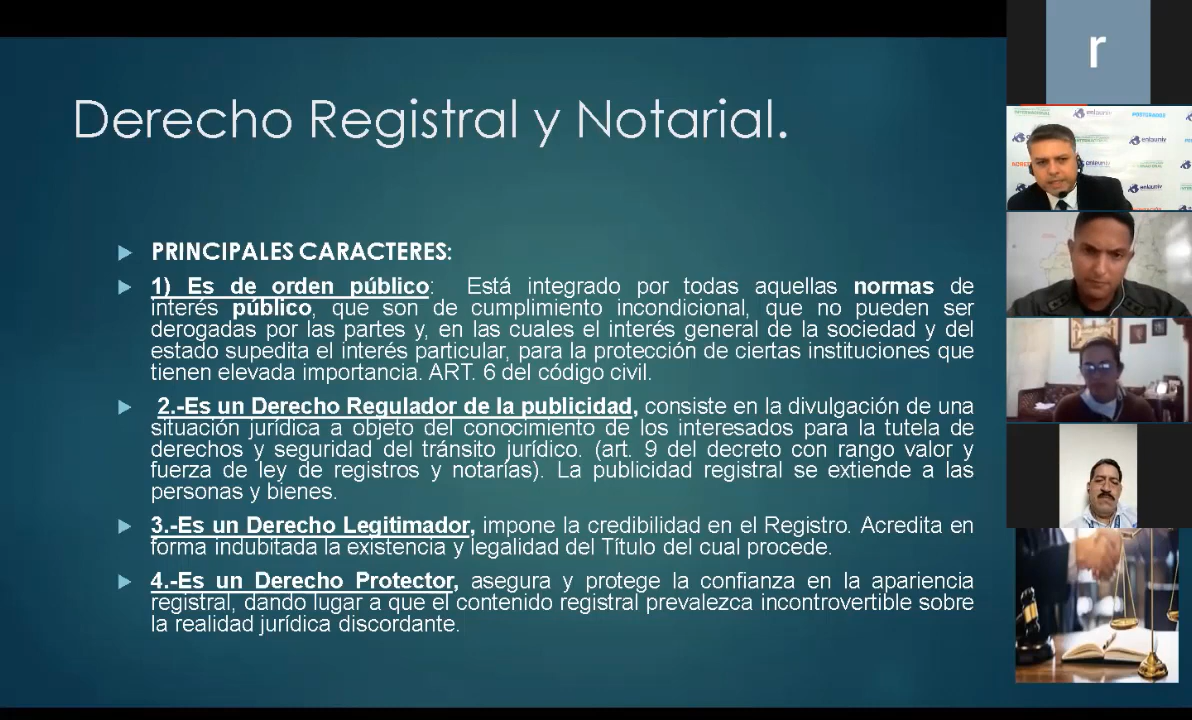 Derecho Registral y Notarial.
PRINCIPALES CARACTERES:
1) Es de orden público: Está integrado por todas aquellas normas de
interés público, que son de cumplimiento incondicional, que no pueden ser
derogadas por las partes y, en las cuales el interés general de la sociedad y del
estado supedita el interés particular, para la protección de ciertas instituciones que
tienen elevada importancia. ART. 6 del código civil.
2.-Es un Derecho Regulador de la publicidad, consiste en la divulgación de una
situación jurídica a objeto del conocimiento de los interesados para la tutela de
derechos y seguridad del tránsito jurídico. (art. 9 del decreto con rango valor y
fuerza de ley de registros y notarías). La publicidad registral se extiende a las
personas y bienes.
3.-Es un Derecho Legitimador, impone la credibilidad en el Registro. Acredita en
forma indubitada la existencia y legalidad del Título del cual procede.
4.-Es un Derecho Protector, asegura y protege la confianza en la apariencia
registral, dando lugar a que el contenido registral prevalezca incontrovertible sobre
la realidad jurídica discordante.
r
enlauniv
enlauniv
enlauniv